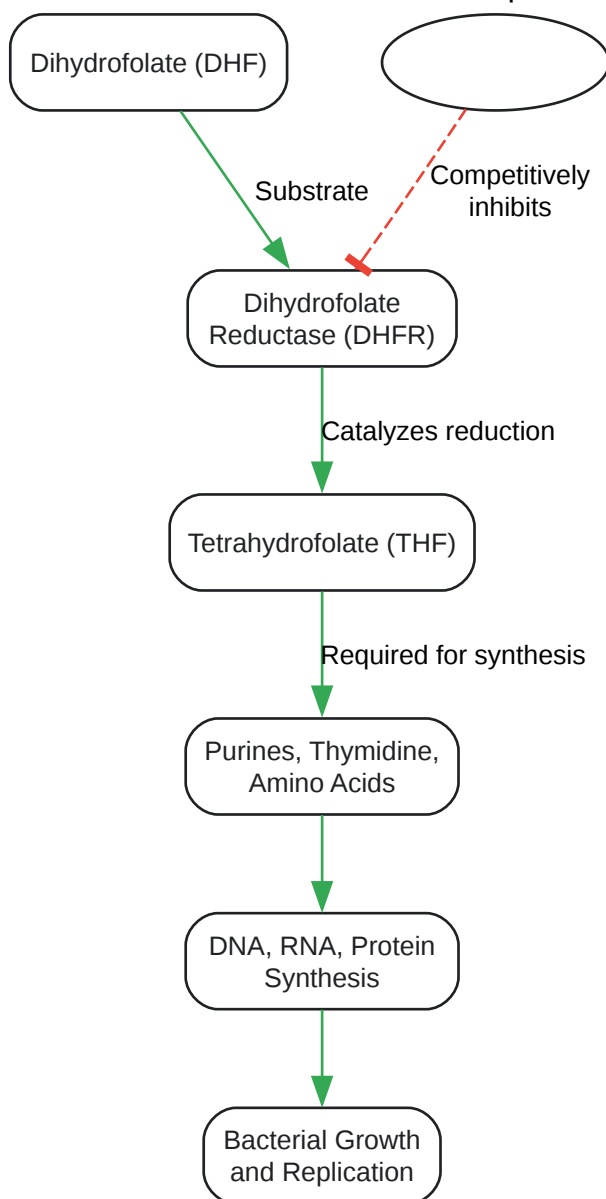 Dihydrofolate (DHF)
Substrate
Competitively
inhibits
Dihydrofolate
Reductase (DHFR)
Catalyzes reduction
Tetrahydrofolate (THF)
Required for synthesis
Purines, Thymidine,
Amino Acids
DNA, RNA, Protein
Synthesis
Bacterial Growth
and Replication